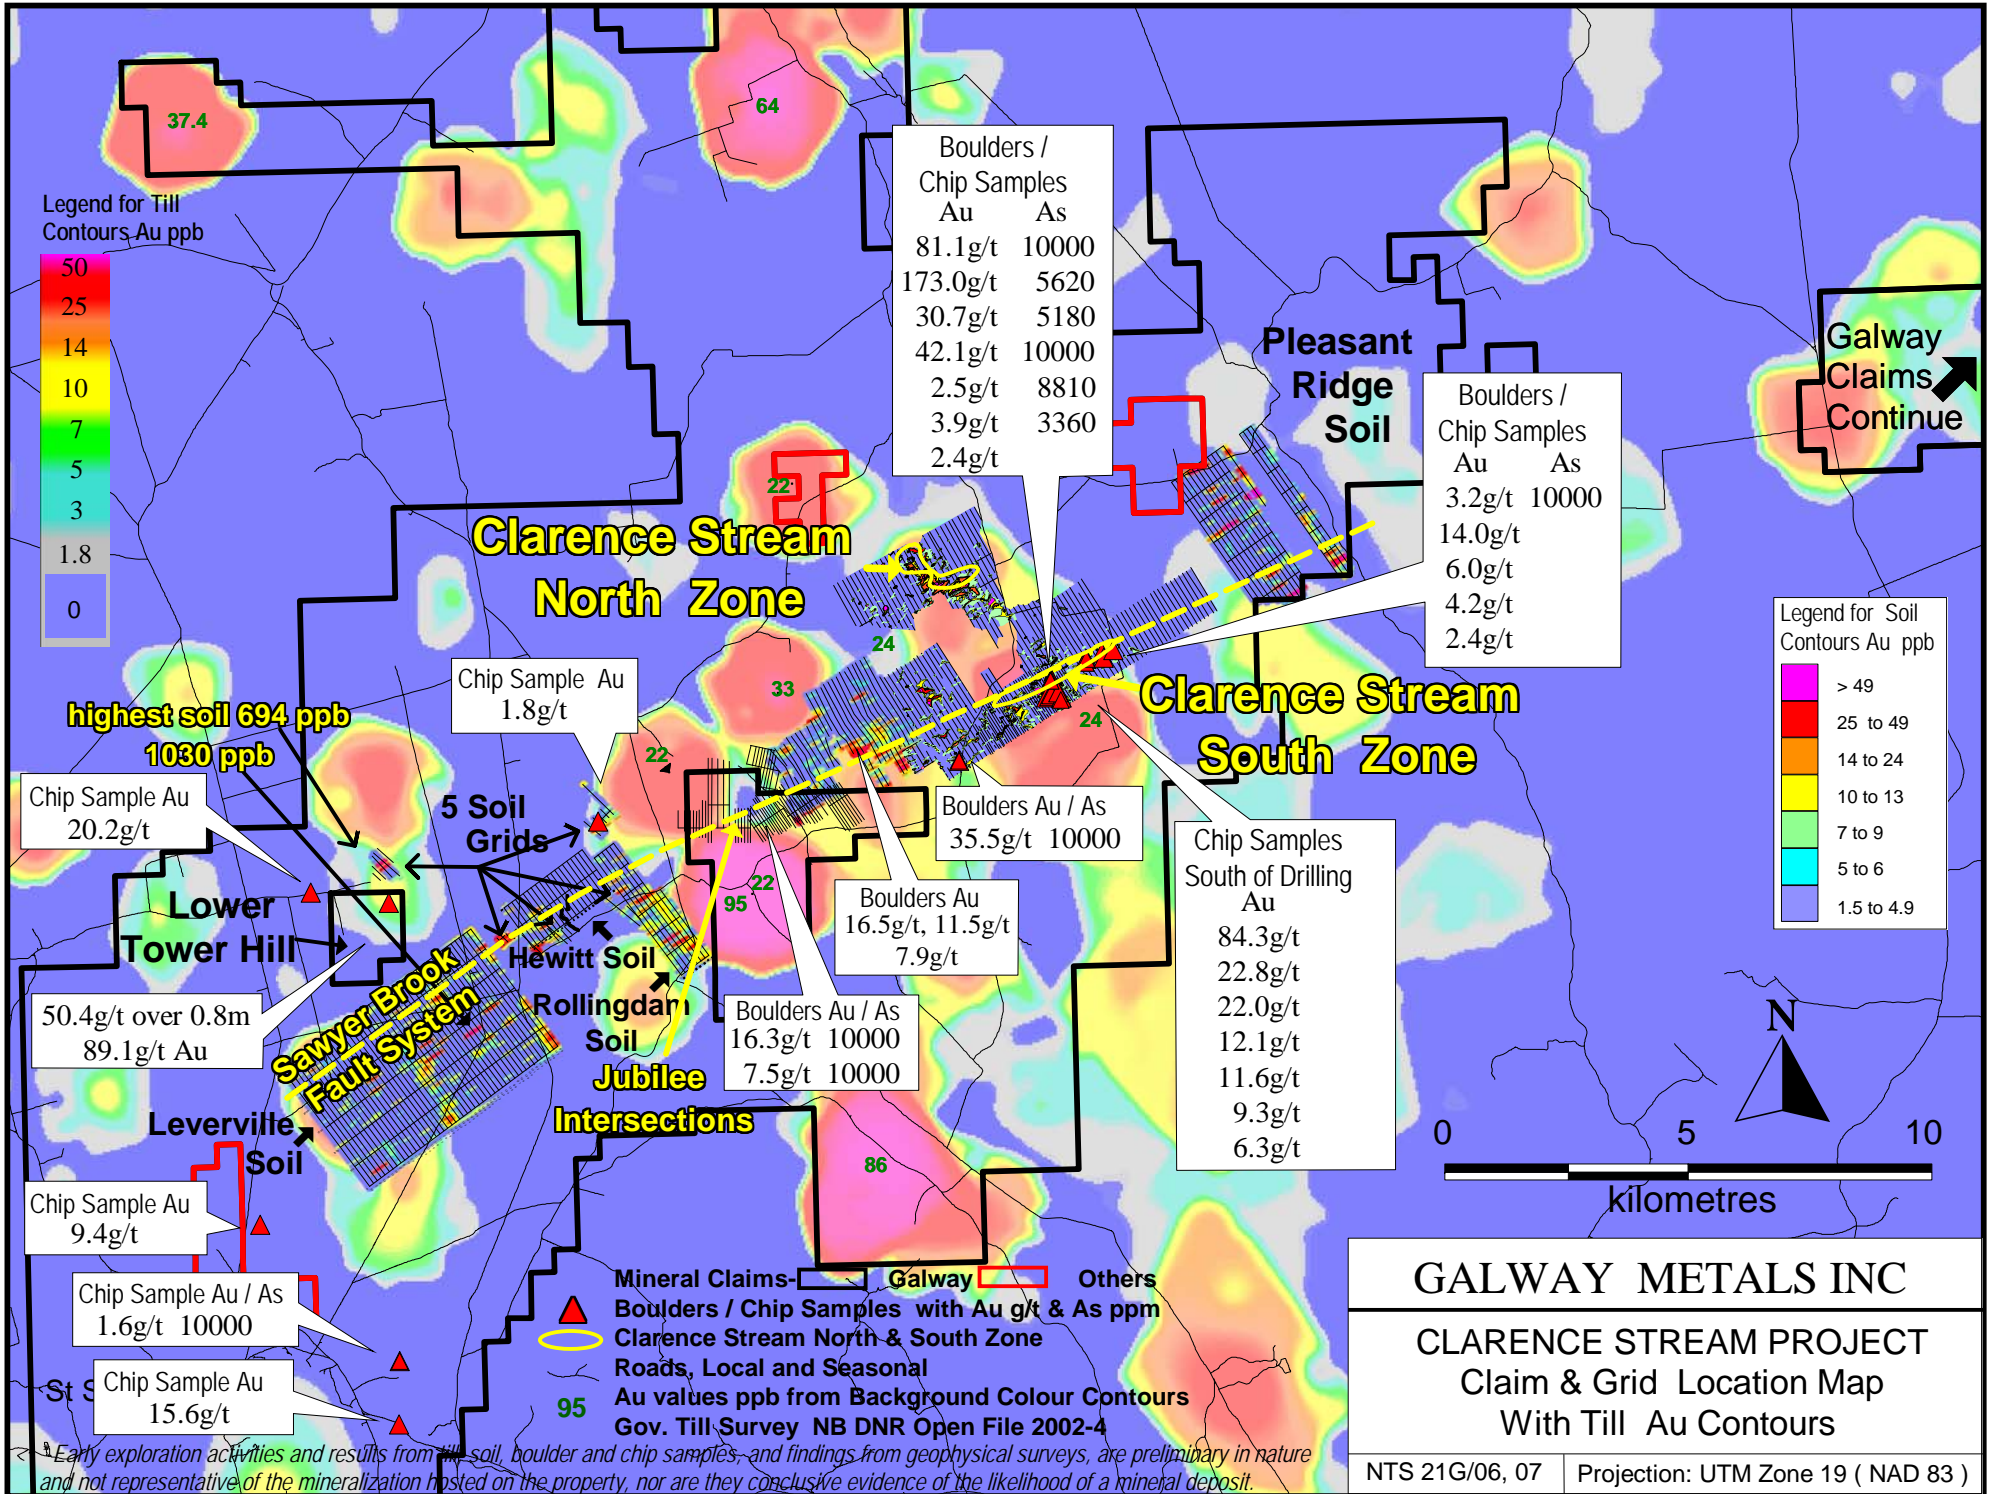 37.4
64
Legend for Till
Contours Au ppb
50
25
14
10
7
5
3
1.8
0
Boulders /
Chip Samples
Au As
81.1g/t 10000
173.0g/t 5620
30.7g/t 5180
42.1g/t 10000
2.5g/t 8810
3.9g/t 3360
2.4g/t
Pleasant
Ridge
Soil
Galway
Claims
Continue
Boulders /
Chip Samples
Au As
3.2g/t 10000
14.0g/t
6.0g/t
4.2g/t
2.4g/t
22
Clarence Stream
North Zone
24
33
22
24
Clarence Stream
South Zone
Legend for Soil
Contours Au ppb
> 49
25 to 49
14 to 24
10 to 13
7 to 9
5 to 6
1.5 to 4.9
Chip Sample Au
1.8g/t
highest soil 694 ppb
1030 ppb
Chip Sample Au
20.2g/t
5 Soil
Grids
Lower
Tower Hill
50.4g/t over 0.8m
89.1g/t Au
Sawyer Brook
Fault System
Hewitt Soil
Rollingdam
Soil
Jubilee
Intersections
22
95
Boulders Au / As
35.5g/t 10000
Boulders Au
16.5g/t, 11.5g/t
7.9g/t
Boulders Au / As
16.3g/t 10000
7.5g/t 10000
Chip Samples
South of Drilling
Au
84.3g/t
22.8g/t
22.0g/t
12.1g/t
11.6g/t
9.3g/t
6.3g/t
N
0 5 10
kilometres
Leverville
Soil
86
Chip Sample Au
9.4g/t
Chip Sample Au / As
1.6g/t 10000
St S
Chip Sample Au
15.6g/t
Mineral Claims- Galway Others
Boulders / Chip Samples with Au g/t & As ppm
Clarence Stream North & South Zone
Roads, Local and Seasonal
95 Au values ppb from Background Colour Contours
Gov. Till Survey NB DNR Open File 2002-4
Early exploration activities and results from till, soil, boulder and chip samples, and findings from geophysical surveys, are preliminary in nature
and not representative of the mineralization hosted on the property, nor are they conclusive evidence of the likelihood of a mineral deposit.
GALWAY METALS INC
CLARENCE STREAM PROJECT
Claim & Grid Location Map
With Till Au Contours
NTS 21G/06, 07
Projection: UTM Zone 19 ( NAD 83 )